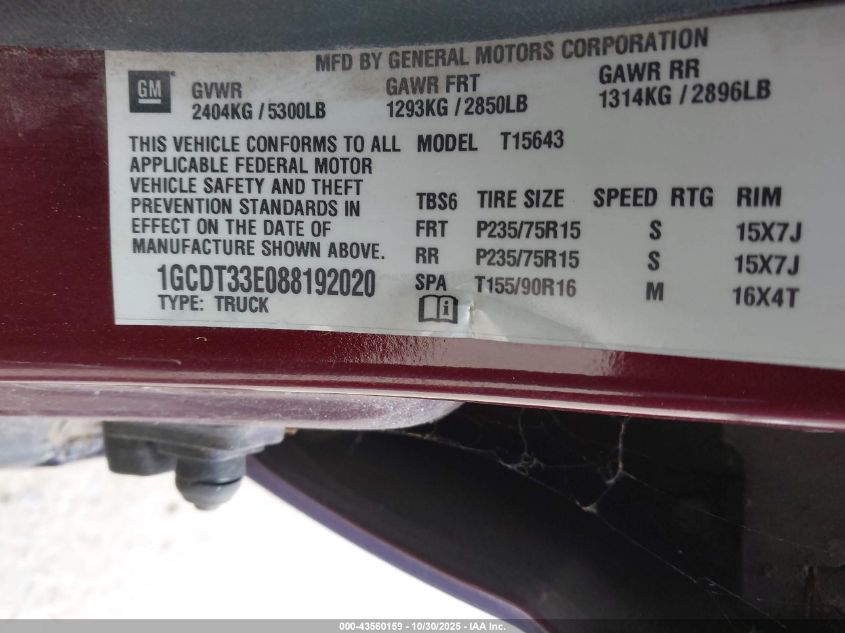 MFD BY GENERAL MOTORS CORPORATION
GM
GVWR GAWR FRT GAWR RR
2404KG / 5300LB 1293KG / 2850LB 1314KG / 2896LB
THIS VEHICLE CONFORMS TO ALL
APPLICABLE FEDERAL MOTOR
VEHICLE SAFETY AND THEFT
PREVENTION STANDARDS IN
EFFECT ON THE DATE OF
MANUFACTURE SHOWN ABOVE.
1GCDT33E088192020
TYPE: TRUCK
MODEL T15643
TBS6 TIRE SIZE SPEED RTG RIM
FRT P235/75R15 S 15X7J
RR P235/75R15 S 15X7J
SPA T155/90R16 M 16X4T
000-43560159 - 10/30/2025 - IAA Inc.